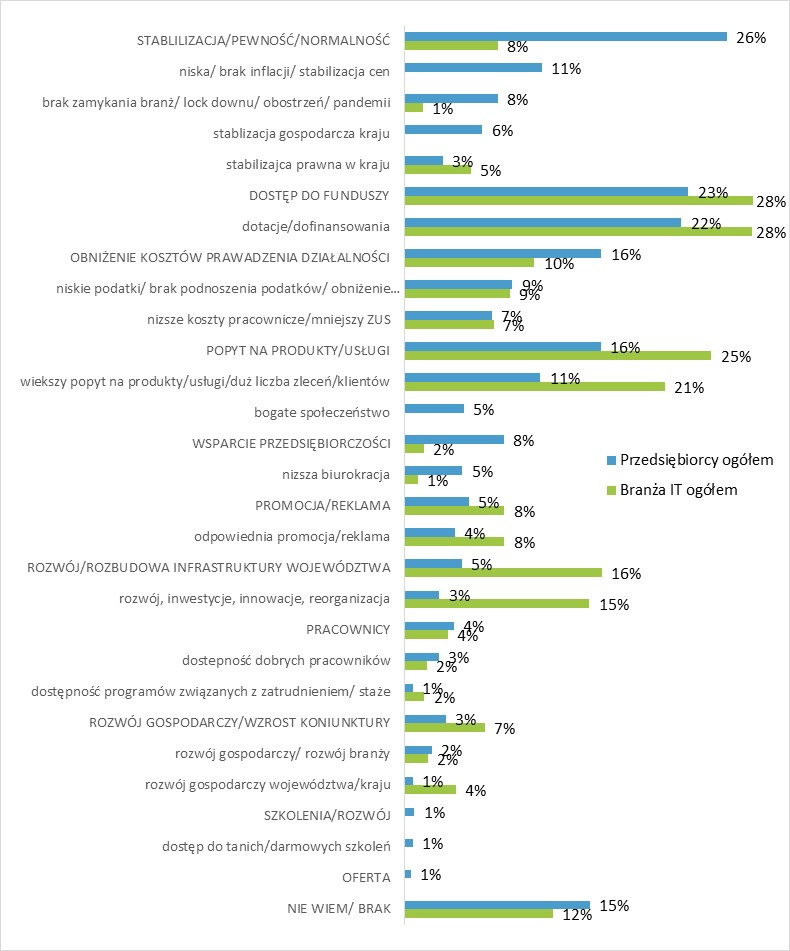 STABLILIZACJA/PEWNOŚĆ/NORMALNOŚĆ 26% 8%
niska/ brak inflacji/ stabilizacja cen 11%
brak zamykania branż/ lock downu/ obostrzeń/ pandemii 8% 1%
stablizacja gospodarcza kraju 6%
stabilizajca prawna w kraju 3% 5%
DOSTĘP DO FUNDUSZY 23% 28%
dotacje/dofinansowania 22% 28%
OBNIŻENIE KOSZTÓW PRAWADZENIA DZIAŁALNOŚCI 16% 10%
niskie podatki/ brak podnoszenia podatków/ obniżenie... 9% 9%
nizsze koszty pracownicze/mniejszy ZUS 7% 7%
POPYT NA PRODUKTY/USŁUGI 16% 25%
wiekszy popyt na produkty/usługi/duż liczba zleceń/klientów 11% 21%
bogate społeczeństwo 5%
WSPARCIE PRZEDSIĘBIORCZOŚCI 8% 2%
nizsza biurokracja 5% 1%
PROMOCJA/REKLAMA 5% 8%
odpowiednia promocja/reklama 4% 8%
ROZWÓJ/ROZBUDOWA INFRASTRUKTURY WOJEWÓDZTWA 5% 16%
rozwój, inwestycje, innowacje, reorganizacja 3% 15%
PRACOWNICY 4% 4%
dostepność dobrych pracowników 3% 2%
dostępność programów związanych z zatrudnieniem/ staże 1% 2%
ROZWÓJ GOSPODARCZY/WZROST KONIUNKTURY 3% 7%
rozwój gospodarczy/ rozwój branży 2% 2%
rozwój gospodarczy województwa/kraju 1% 4%
SZKOLENIA/ROZWÓJ 1%
dostęp do tanich/darmowych szkoleń 1%
OFERTA 1%
NIE WIEM/ BRAK 15% 12%
Przedsiębiorcy ogółem
Branża IT ogółem